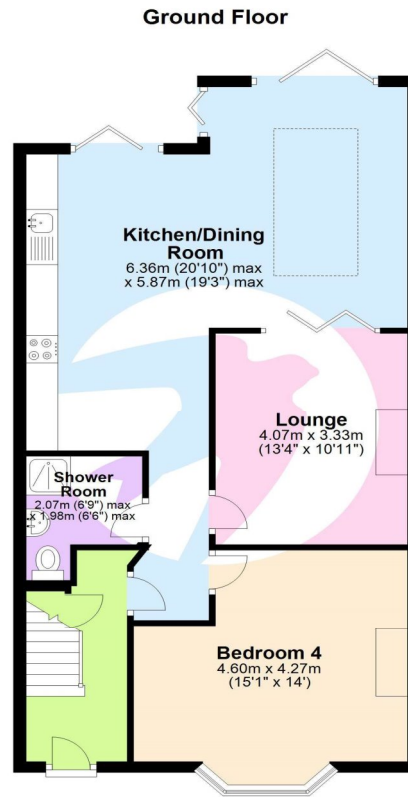 Ground Floor
Kitchen/Dining
Room
6.36m (20'10") max
x 5.87m (19'3") max
Lounge
4.07m x 3.33m
(13'4" x 10'11")
Shower
Room
2.07m (6'9") max
x 1.98m (6'6") max
Bedroom 4
4.60m x 4.27m
(15'1" x 14')